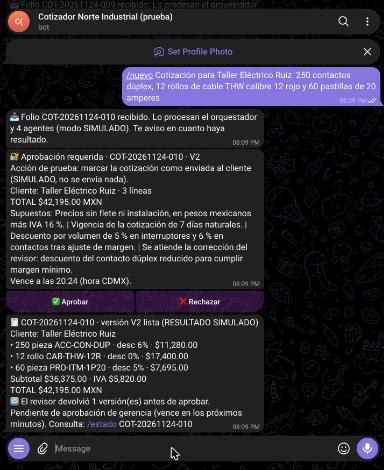 Folio COT-20261124-009 recibido. Lo procesan el orquestador
Cotizador Norte Industrial (prueba)
bot
C(
Set Profile Photo
/nuevo Cotización para Taller Eléctrico Ruiz: 250 contactos
dúplex, 12 rollos de cable THW calibre 12 rojo y 60 pastillas de 20
amperes
08:09 PM
Folio COT-20261124-010 recibido. Lo procesan el orquestador
y 4 agentes (modo SIMULADO). Te aviso en cuanto haya
resultado.
08:09 PM
Aprobación requerida · COT-20261124-010 · V2
Acción de prueba: marcar la cotización como enviada al cliente
(SIMULADO, no se envía nada).
Cliente: Taller Eléctrico Ruiz · 3 líneas
TOTAL $42,195.00 MXN
Supuestos: Precios sin flete ni instalación, en pesos mexicanos
más IVA 16 %. | Vigencia de la cotización de 7 días naturales. |
Descuento por volumen de 5 % en interruptores y 6 % en
contactos tras ajuste de margen. | Se atiende la corrección del
revisor: descuento del contacto dúplex reducido para cumplir
margen mínimo.
Vence a las 20:24 (hora CDMX).
08:09 PM
Aprobar
Rechazar
COT-20261124-010 · versión V2 lista (RESULTADO SIMULADO)
Cliente: Taller Eléctrico Ruiz
• 250 pieza ACC-CON-DUP · desc 6% · $11,280.00
• 12 rollo CAB-THW-12R · desc 0% · $17,400.00
• 60 pieza PRO-ITM-1P20 · desc 5% · $7,695.00
Subtotal $36,375.00 · IVA $5,820.00
TOTAL $42,195.00 MXN
El revisor devolvió 1 versión(es) antes de aprobar.
Pendiente de aprobación de gerencia (vence en los próximos
minutos). Consulta: /estado COT-20261124-010
08:09 PM
Message